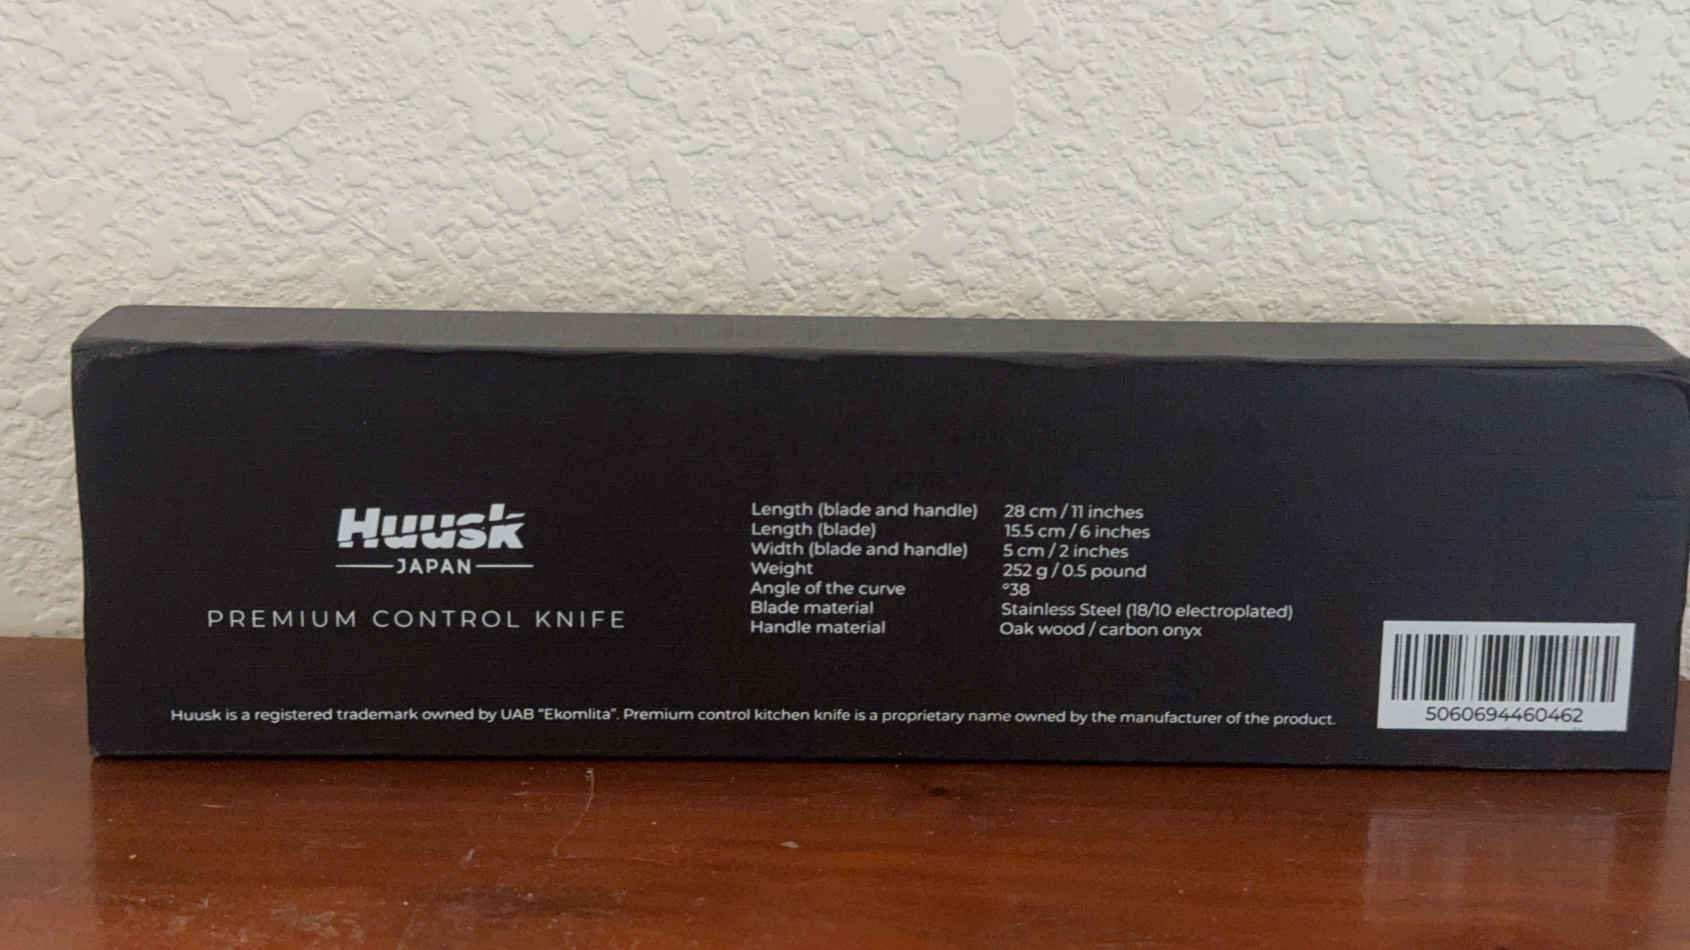 Huusk
JAPAN
PREMIUM CONTROL KNIFE
Length (blade and handle) 28 cm / 11 inches
Length (blade) 15.5 cm / 6 inches
Width (blade and handle) 5 cm / 2 inches
Weight 252 g / 0.5 pound
Angle of the curve °38
Blade material Stainless Steel (18/10 electroplated)
Handle material Oak wood / carbon onyx
Huusk is a registered trademark owned by UAB “Ekomlita”. Premium control kitchen knife is a proprietary name owned by the manufacturer of the product.
5060694460462